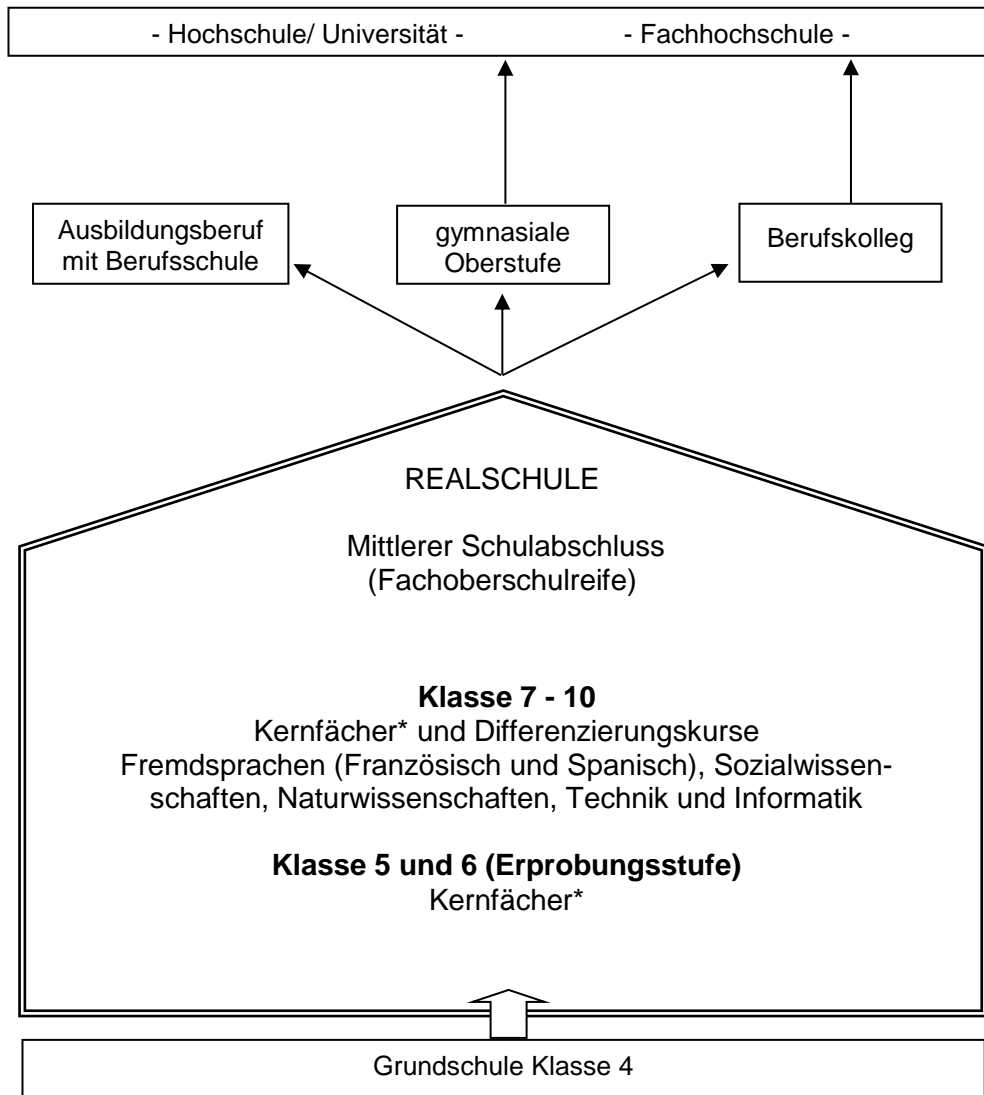 - Hochschule/ Universität - - Fachhochschule -
Ausbildungsberuf
mit Berufsschule
gymnasiale
Oberstufe
Berufskolleg
REALSCHULE
Mittlerer Schulabschluss
(Fachoberschulreife)
Klasse 7 - 10
Kernfächer* und Differenzierungskurse
Fremdsprachen (Französisch und Spanisch), Sozialwissen-
schaften, Naturwissenschaften, Technik und Informatik
Klasse 5 und 6 (Erprobungsstufe)
Kernfächer*
Grundschule Klasse 4